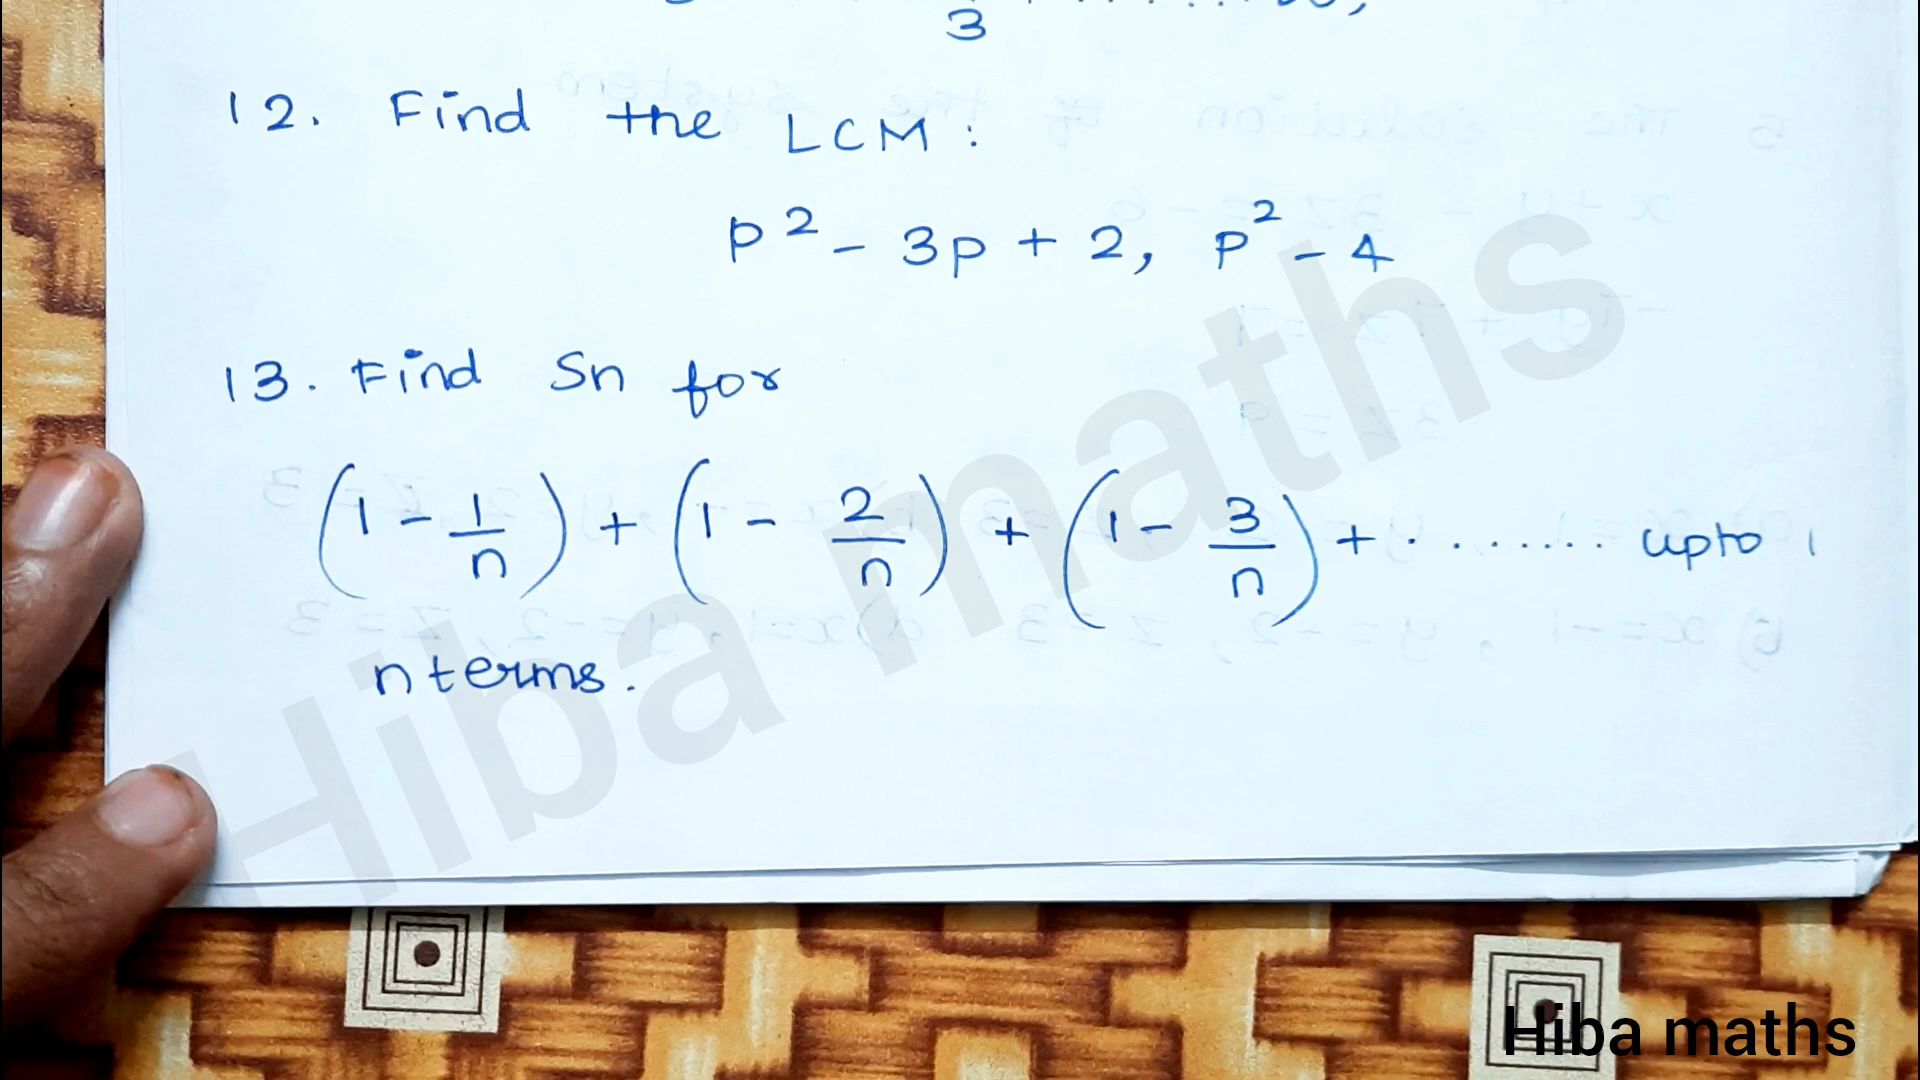 3
12. Find the LCM :
p² - 3p + 2, p² - 4
13. Find Sn for
(1 - 1/n) + (1 - 2/n) + (1 - 3/n) + ........ upto
n terms.
Hiba maths
Hiba maths